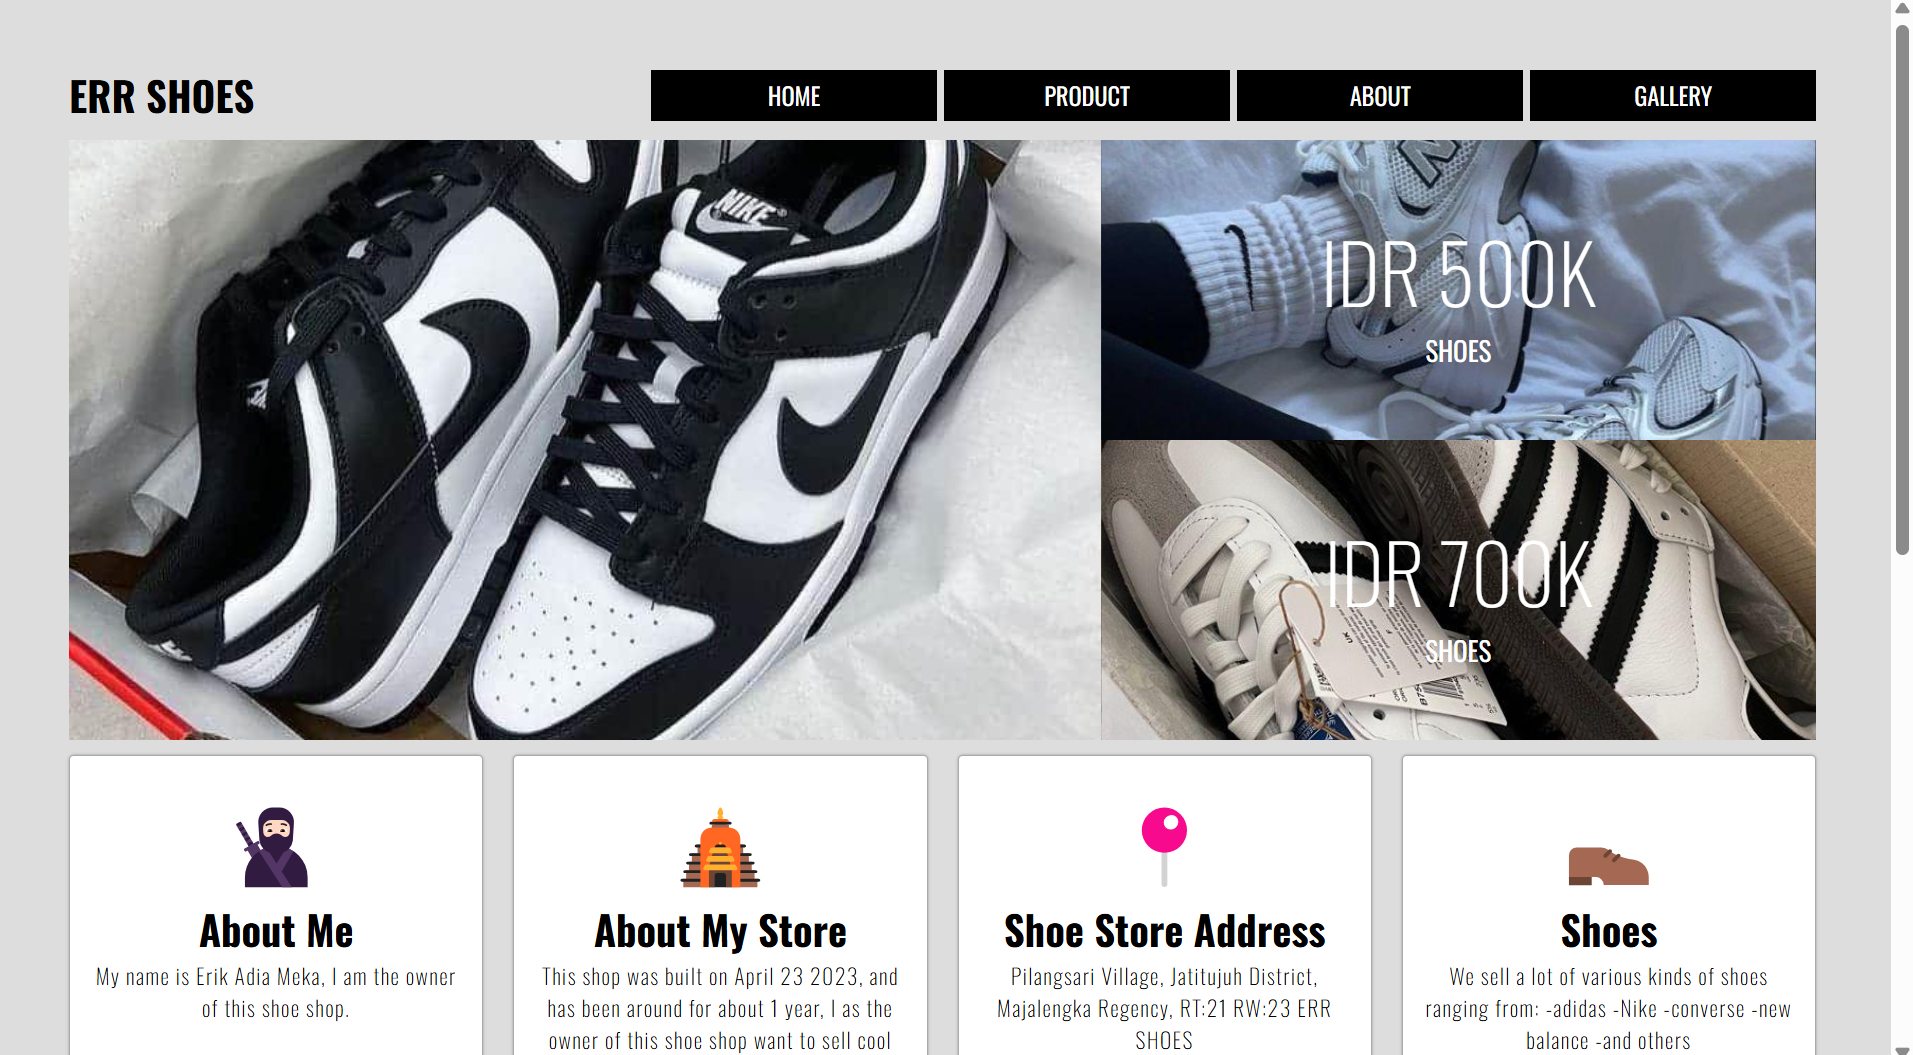 ERR SHOES
HOME
PRODUCT
ABOUT
GALLERY
NIKE
N
IDR 500K
SHOES
IDR 700K
SHOES
UK
About Me
My name is Erik Adia Meka, I am the owner
of this shoe shop.
About My Store
This shop was built on April 23 2023, and
has been around for about 1 year, I as the
owner of this shoe shop want to sell cool
Shoe Store Address
Pilangsari Village, Jatitujuh District,
Majalengka Regency, RT:21 RW:23 ERR
SHOES
Shoes
We sell a lot of various kinds of shoes
ranging from: -adidas -Nike -converse -new
balance -and others